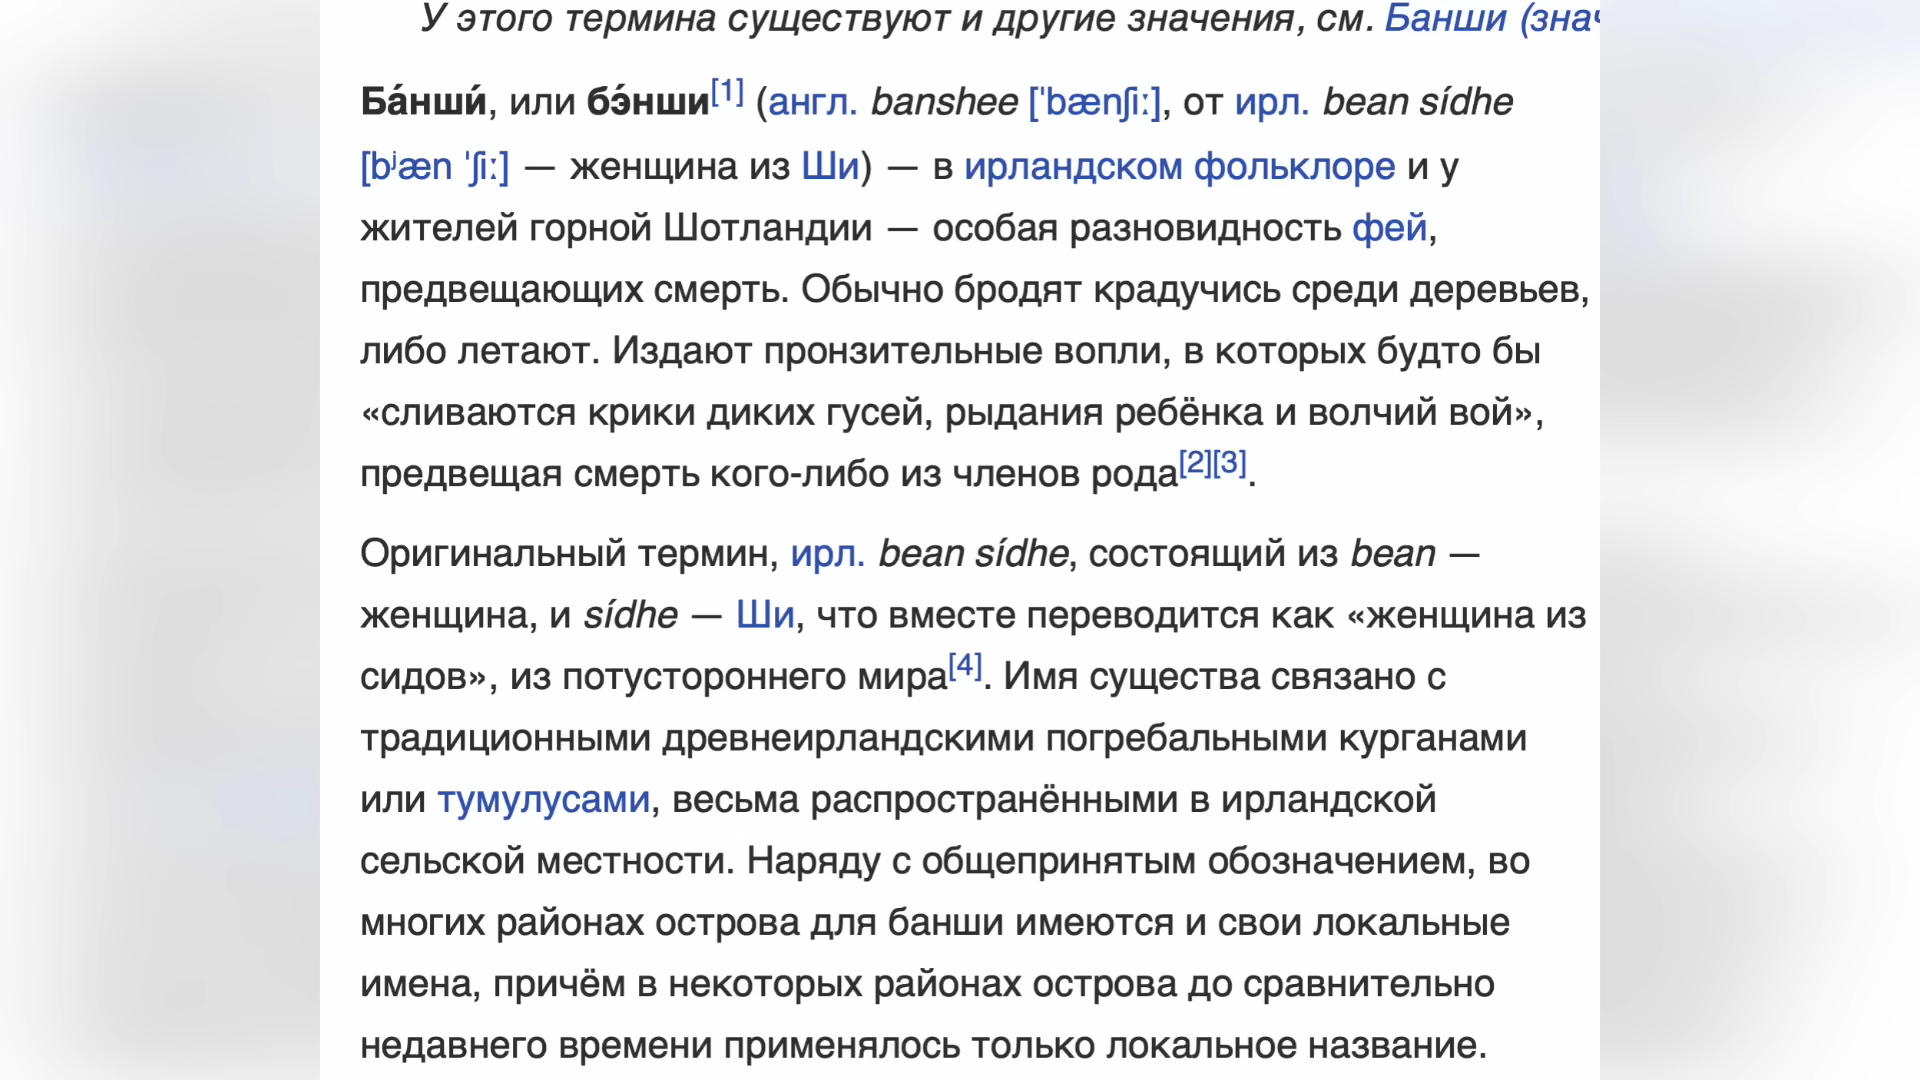 У этого термина существуют и другие значения, см. Банши (знач
Ба́нши́, или бэ́нши[1] (англ. banshee [ˈbænʃiː], от ирл. bean sídhe
[bʲæn ˈʃiː] — женщина из Ши) — в ирландском фольклоре и у
жителей горной Шотландии — особая разновидность фей,
предвещающих смерть. Обычно бродят крадучись среди деревьев,
либо летают. Издают пронзительные вопли, в которых будто бы
«сливаются крики диких гусей, рыдания ребёнка и волчий вой»,
предвещая смерть кого-либо из членов рода[2][3].
Оригинальный термин, ирл. bean sídhe, состоящий из bean —
женщина, и sídhe — Ши, что вместе переводится как «женщина из
сидов», из потустороннего мира[4]. Имя существа связано с
традиционными древнеирландскими погребальными курганами
или тумулусами, весьма распространёнными в ирландской
сельской местности. Наряду с общепринятым обозначением, во
многих районах острова для банши имеются и свои локальные
имена, причём в некоторых районах острова до сравнительно
недавнего времени применялось только локальное название.